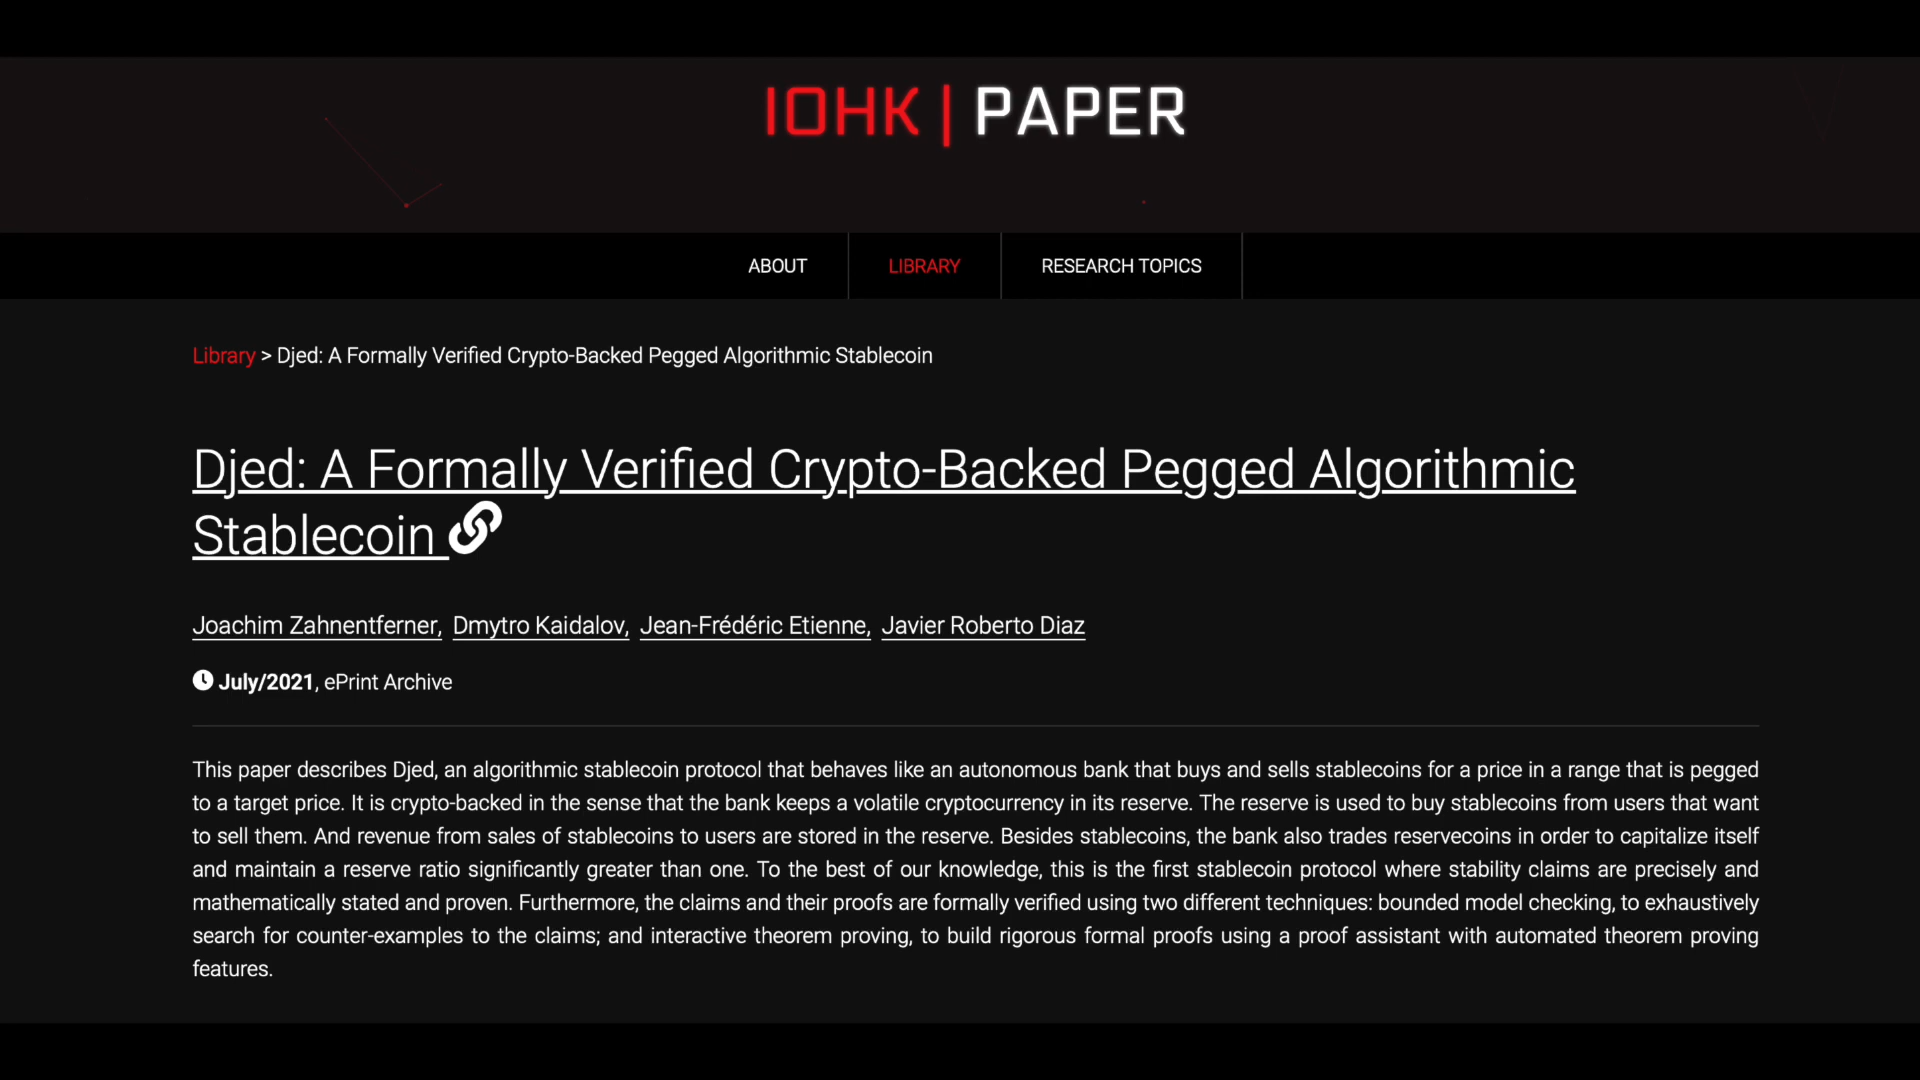 IOHK | PAPER
ABOUT
LIBRARY
RESEARCH TOPICS
Library > Djed: A Formally Verified Crypto-Backed Pegged Algorithmic Stablecoin
Djed: A Formally Verified Crypto-Backed Pegged Algorithmic
Stablecoin
Joachim Zahnentferner, Dmytro Kaidalov, Jean-Frédéric Etienne, Javier Roberto Diaz
July/2021, ePrint Archive
This paper describes Djed, an algorithmic stablecoin protocol that behaves like an autonomous bank that buys and sells stablecoins for a price in a range that is pegged
to a target price. It is crypto-backed in the sense that the bank keeps a volatile cryptocurrency in its reserve. The reserve is used to buy stablecoins from users that want
to sell them. And revenue from sales of stablecoins to users are stored in the reserve. Besides stablecoins, the bank also trades reservecoins in order to capitalize itself
and maintain a reserve ratio significantly greater than one. To the best of our knowledge, this is the first stablecoin protocol where stability claims are precisely and
mathematically stated and proven. Furthermore, the claims and their proofs are formally verified using two different techniques: bounded model checking, to exhaustively
search for counter-examples to the claims; and interactive theorem proving, to build rigorous formal proofs using a proof assistant with automated theorem proving
features.